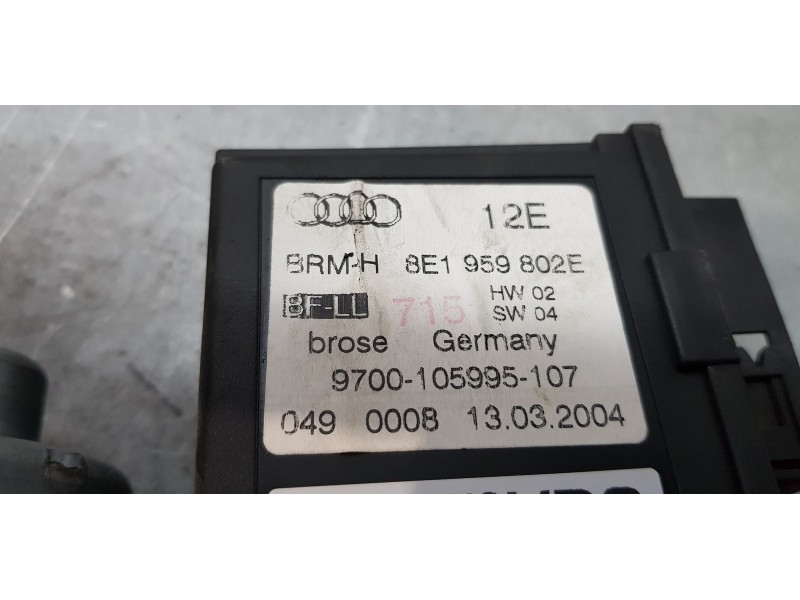 12E
BRM-H 8E1 959 802E
BF-LL 715 HW 02
SW 04
brose Germany
9700-105995-107
049 0008 13.03.2004